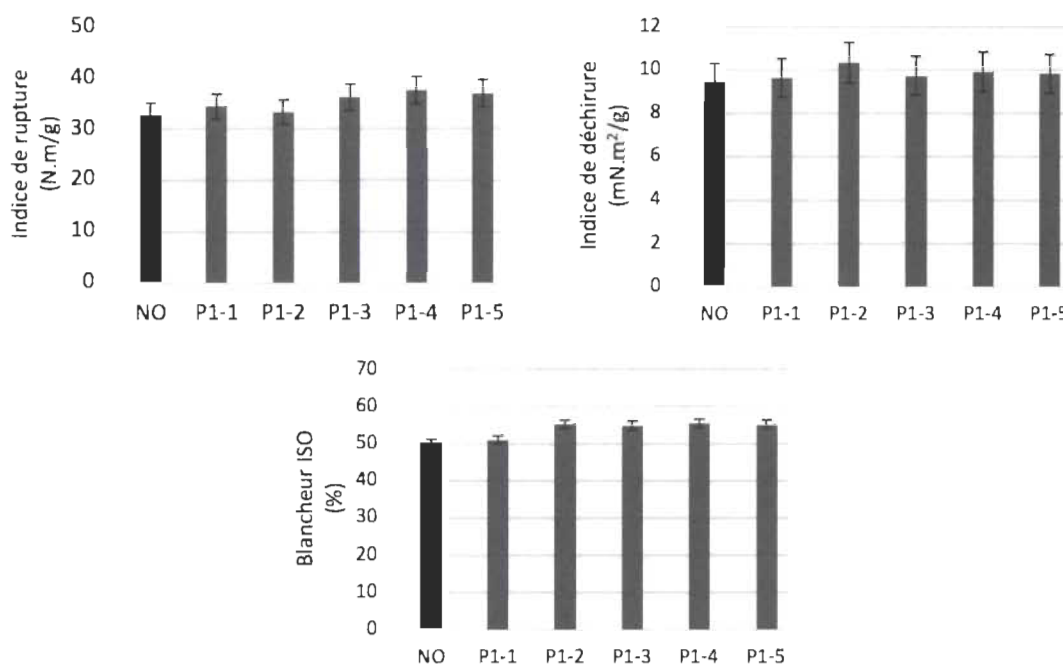 Indice de rupture
(N.m/g)
50
40
30
20
10
0
NO P1-1 P1-2 P1-3 P1-4 P1-5
Indice de déchirure
(mN.m²/g)
12
10
8
6
4
2
0
NO P1-1 P1-2 P1-3 P1-4 P1-5
Blancheur ISO
(%)
70
60
50
40
30
20
10
0
NO P1-1 P1-2 P1-3 P1-4 P1-5